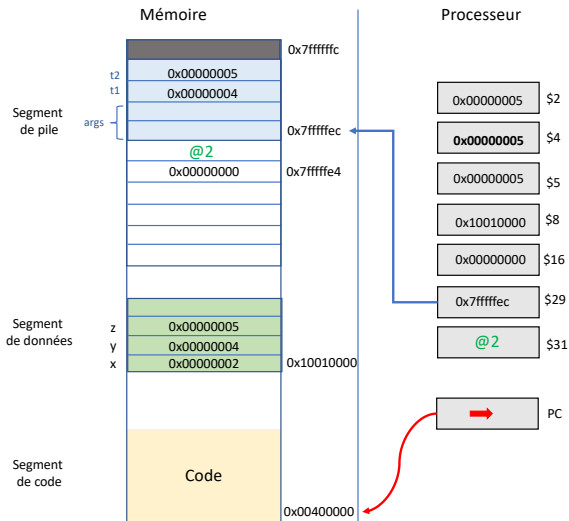 Mémoire
Processeur
0x7ffffffc
t2
0x00000005
t1
0x00000004
Segment
de pile
args
0x7fffffec
@2
0x00000000
0x7fffffe4
0x00000005
$2
0x00000005
$4
0x00000005
$5
0x10010000
$8
0x00000000
$16
0x7fffffec
$29
@2
$31
PC
Segment
de données
z
0x00000005
y
0x00000004
x
0x00000002
0x10010000
Segment
de code
Code
0x00400000